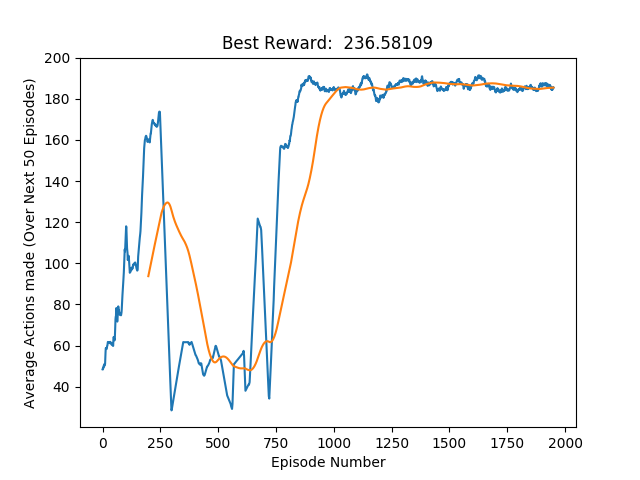 Best Reward:  236.58109
Average Actions made (Over Next 50 Episodes)
200
180
160
140
120
100
80
60
40
0 250 500 750 1000 1250 1500 1750 2000
Episode Number